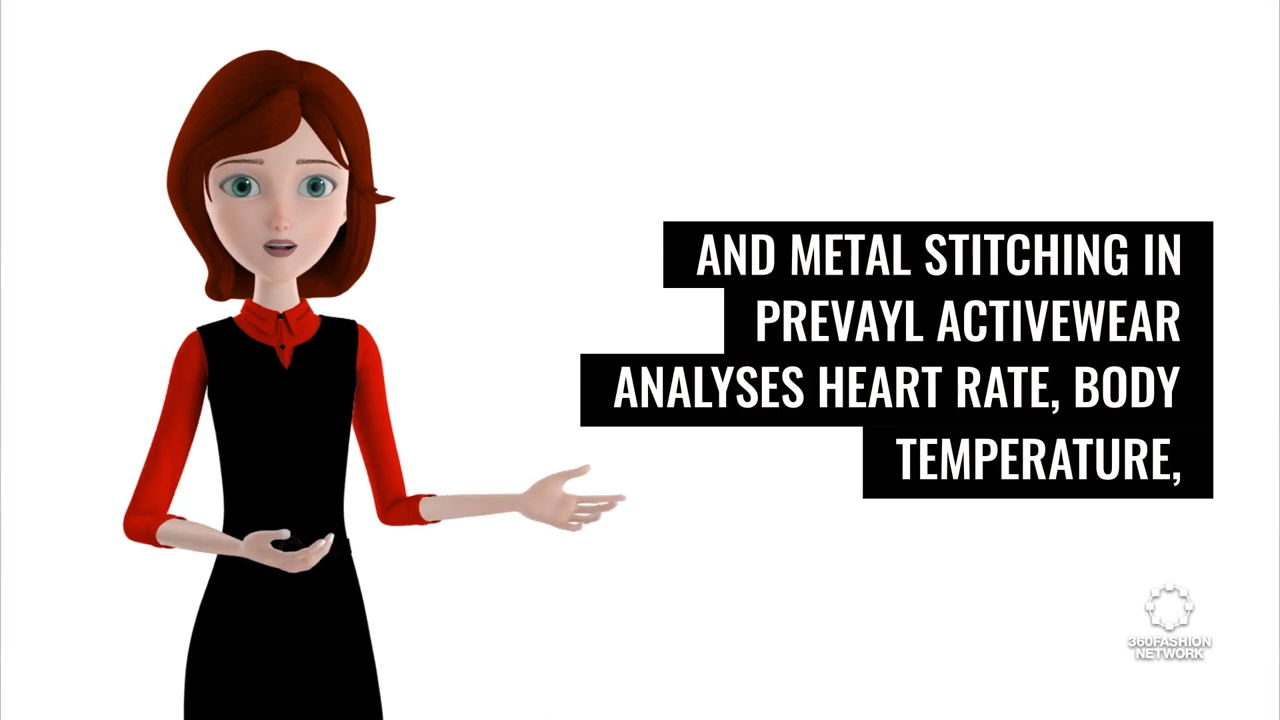 AND METAL STITCHING IN
PREVAYL ACTIVEWEAR
ANALYSES HEART RATE, BODY
TEMPERATURE,
360FASHION
NETWORK